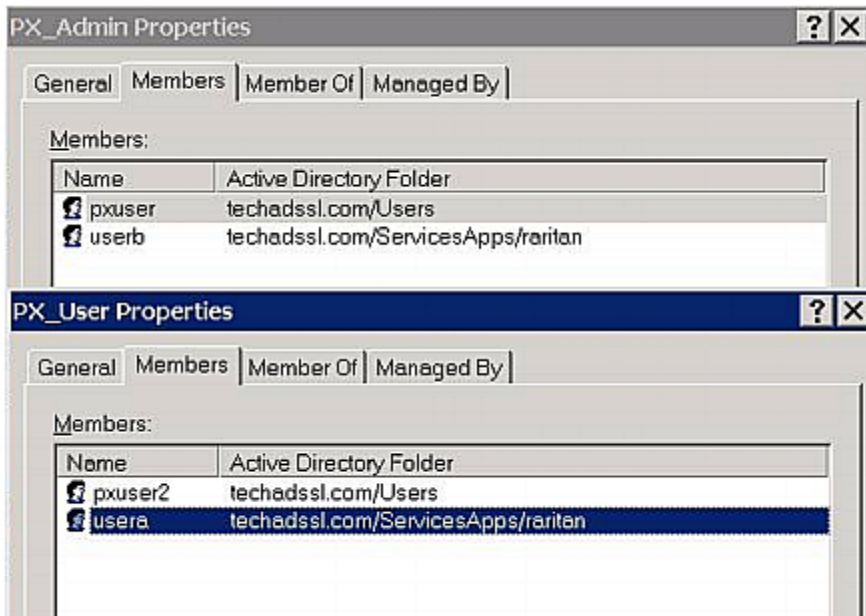 PX_Admin Properties
General Members Member Of Managed By
Members:
Name Active Directory Folder
pxuser techadssl.com/Users
userb techadssl.com/ServicesApps/raritan
PX_User Properties
General Members Member Of Managed By
Members:
Name Active Directory Folder
pxuser2 techadssl.com/Users
usera techadssl.com/ServicesApps/raritan